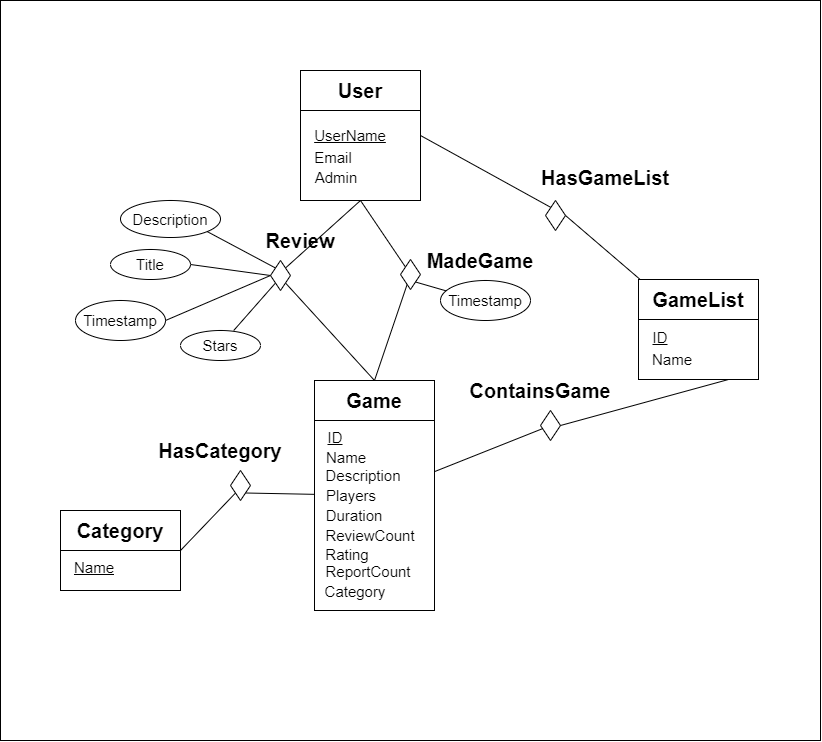 User
UserName
Email
Admin
HasGameList
Description
Review
Title
MadeGame
Timestamp
Timestamp
Stars
GameList
ID
Name
ContainsGame
Game
ID
Name
Description
Players
Duration
ReviewCount
Rating
ReportCount
Category
HasCategory
Category
Name